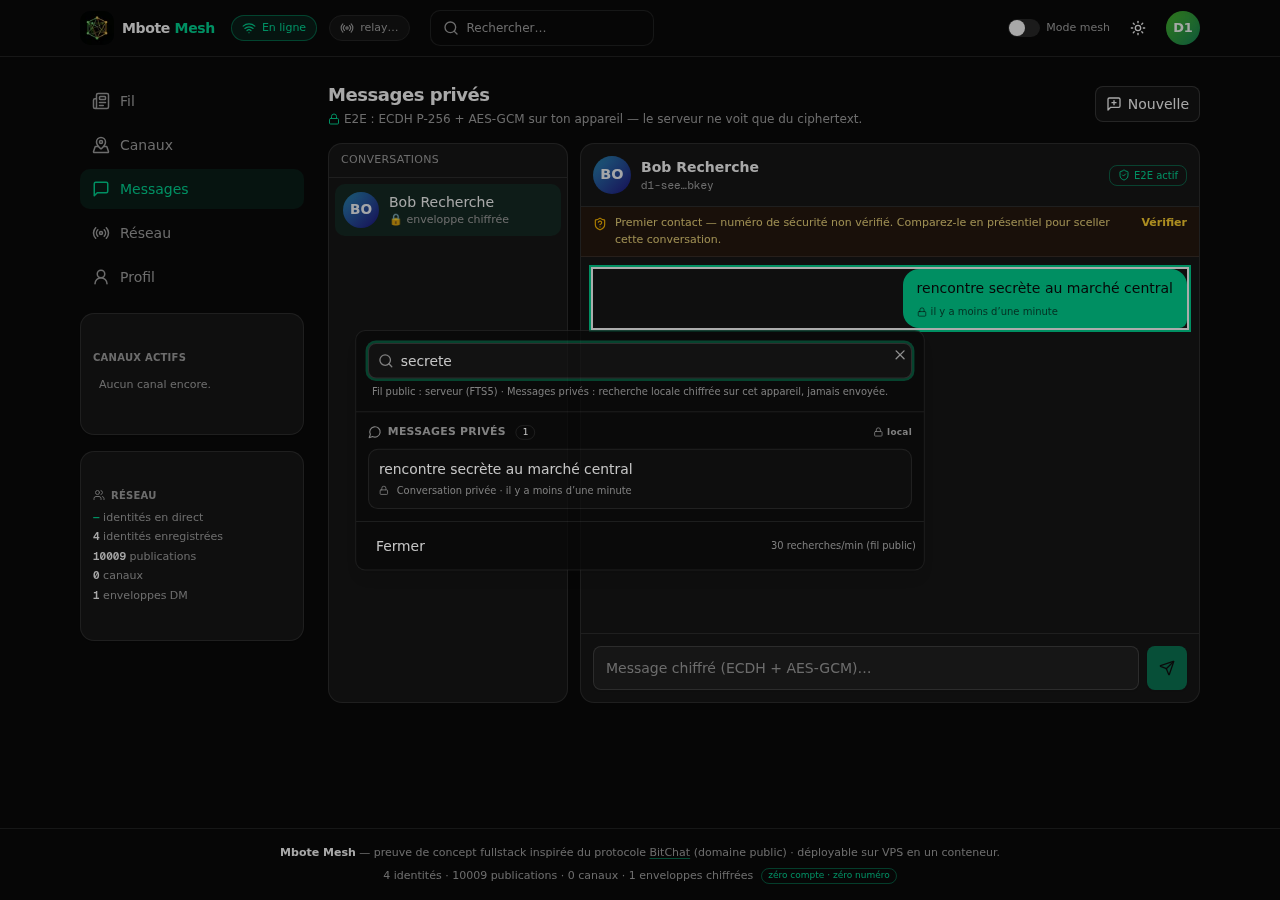 Mbote Mesh
En ligne
relay…
Rechercher…
Mode mesh
D1
Fil
Canaux
Messages
Réseau
Profil
CANAUX ACTIFS
Aucun canal encore.
RÉSEAU
– identités en direct
4 identités enregistrées
10009 publications
0 canaux
1 enveloppes DM
Messages privés
E2E : ECDH P-256 + AES-GCM sur ton appareil — le serveur ne voit que du ciphertext.
Nouvelle
CONVERSATIONS
BO
Bob Recherche
enveloppe chiffrée
BO
Bob Recherche
d1-see…bkey
E2E actif
Premier contact — numéro de sécurité non vérifié. Comparez-le en présentiel pour sceller
cette conversation.
Vérifier
rencontre secrète au marché central
il y a moins d’une minute
secrete
Fil public : serveur (FTS5) · Messages privés : recherche locale chiffrée sur cet appareil, jamais envoyée.
MESSAGES PRIVÉS 1
local
rencontre secrète au marché central
Conversation privée · il y a moins d’une minute
Fermer
30 recherches/min (fil public)
Message chiffré (ECDH + AES-GCM)…
Mbote Mesh — preuve de concept fullstack inspirée du protocole BitChat (domaine public) · déployable sur VPS en un conteneur.
4 identités · 10009 publications · 0 canaux · 1 enveloppes chiffrées zéro compte · zéro numéro